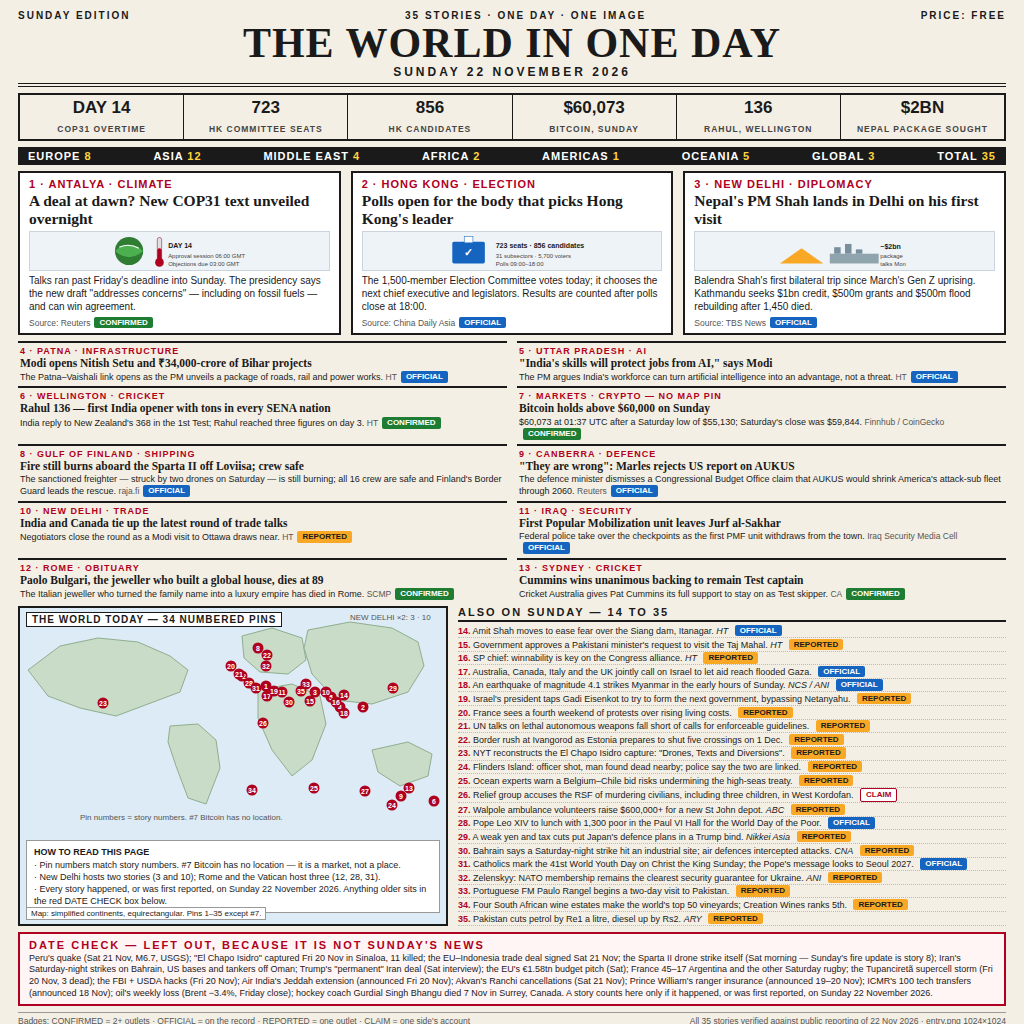 SUNDAY EDITION
35 STORIES · ONE DAY · ONE IMAGE
PRICE: FREE
THE WORLD IN ONE DAY
SUNDAY 22 NOVEMBER 2026
DAY 14
COP31 OVERTIME
723
HK COMMITTEE SEATS
856
HK CANDIDATES
$60,073
BITCOIN, SUNDAY
136
RAHUL, WELLINGTON
$2BN
NEPAL PACKAGE SOUGHT
EUROPE 8
ASIA 12
MIDDLE EAST 4
AFRICA 2
AMERICAS 1
OCEANIA 5
GLOBAL 3
TOTAL 35
1 · ANTALYA · CLIMATE
A deal at dawn? New COP31 text unveiled
overnight
DAY 14
Approval session 06:00 GMT
Objections due 03:00 GMT
Talks ran past Friday's deadline into Sunday. The presidency says
the new draft "addresses concerns" — including on fossil fuels —
and can win agreement.
Source: Reuters CONFIRMED
2 · HONG KONG · ELECTION
Polls open for the body that picks Hong
Kong's leader
✓
723 seats · 856 candidates
31 subsectors · 5,700 voters
Polls 09:00–18:00
The 1,500-member Election Committee votes today; it chooses the
next chief executive and legislators. Results are counted after polls
close at 18:00.
Source: China Daily Asia OFFICIAL
3 · NEW DELHI · DIPLOMACY
Nepal's PM Shah lands in Delhi on his first
visit
~$2bn
package
talks Mon
Balendra Shah's first bilateral trip since March's Gen Z uprising.
Kathmandu seeks $1bn credit, $500m grants and $500m flood
rebuilding after 1,450 died.
Source: TBS News OFFICIAL
4 · PATNA · INFRASTRUCTURE
Modi opens Nitish Setu and ₹34,000-crore of Bihar projects
The Patna–Vaishali link opens as the PM unveils a package of roads, rail and power works. HT OFFICIAL
5 · UTTAR PRADESH · AI
"India's skills will protect jobs from AI," says Modi
The PM argues India's workforce can turn artificial intelligence into an advantage, not a threat. HT OFFICIAL
6 · WELLINGTON · CRICKET
Rahul 136 — first India opener with tons in every SENA nation
India reply to New Zealand's 368 in the 1st Test; Rahul reached three figures on day 3. HT CONFIRMED
7 · MARKETS · CRYPTO — NO MAP PIN
Bitcoin holds above $60,000 on Sunday
$60,073 at 01:37 UTC after a Saturday low of $55,130; Saturday's close was $59,844. Finnhub / CoinGecko
CONFIRMED
8 · GULF OF FINLAND · SHIPPING
Fire still burns aboard the Sparta II off Loviisa; crew safe
The sanctioned freighter — struck by two drones on Saturday — is still burning; all 16 crew are safe and Finland's Border
Guard leads the rescue. raja.fi OFFICIAL
9 · CANBERRA · DEFENCE
"They are wrong": Marles rejects US report on AUKUS
The defence minister dismisses a Congressional Budget Office claim that AUKUS would shrink America's attack-sub fleet
through 2060. Reuters OFFICIAL
10 · NEW DELHI · TRADE
India and Canada tie up the latest round of trade talks
Negotiators close the round as a Modi visit to Ottawa draws near. HT REPORTED
11 · IRAQ · SECURITY
First Popular Mobilization unit leaves Jurf al-Sakhar
Federal police take over the checkpoints as the first PMF unit withdraws from the town. Iraq Security Media Cell
OFFICIAL
12 · ROME · OBITUARY
Paolo Bulgari, the jeweller who built a global house, dies at 89
The Italian jeweller who turned the family name into a luxury empire has died in Rome. SCMP CONFIRMED
13 · SYDNEY · CRICKET
Cummins wins unanimous backing to remain Test captain
Cricket Australia gives Pat Cummins its full support to stay on as Test skipper. CA CONFIRMED
THE WORLD TODAY — 34 NUMBERED PINS
NEW DELHI ×2: 3 · 10
8
22
32
20
21
28
31
1
19
11
17
30
33
35
3
10
15
14
16
18
2
29
23
26
34
25
27
13
9
24
6
Pin numbers = story numbers. #7 Bitcoin has no location.
HOW TO READ THIS PAGE
· Pin numbers match story numbers. #7 Bitcoin has no location — it is a market, not a place.
· New Delhi hosts two stories (3 and 10); Rome and the Vatican host three (12, 28, 31).
· Every story happened, or was first reported, on Sunday 22 November 2026. Anything older sits in
the red DATE CHECK box below.
Map: simplified continents, equirectangular. Pins 1–35 except #7.
ALSO ON SUNDAY — 14 TO 35
14. Amit Shah moves to ease fear over the Siang dam, Itanagar. HT OFFICIAL
15. Government approves a Pakistani minister's request to visit the Taj Mahal. HT REPORTED
16. SP chief: winnability is key on the Congress alliance. HT REPORTED
17. Australia, Canada, Italy and the UK jointly call on Israel to let aid reach flooded Gaza. OFFICIAL
18. An earthquake of magnitude 4.1 strikes Myanmar in the early hours of Sunday. NCS / ANI OFFICIAL
19. Israel's president taps Gadi Eisenkot to try to form the next government, bypassing Netanyahu. REPORTED
20. France sees a fourth weekend of protests over rising living costs. REPORTED
21. UN talks on lethal autonomous weapons fall short of calls for enforceable guidelines. REPORTED
22. Border rush at Ivangorod as Estonia prepares to shut five crossings on 1 Dec. REPORTED
23. NYT reconstructs the El Chapo Isidro capture: "Drones, Texts and Diversions". REPORTED
24. Flinders Island: officer shot, man found dead nearby; police say the two are linked. REPORTED
25. Ocean experts warn a Belgium–Chile bid risks undermining the high-seas treaty. REPORTED
26. Relief group accuses the RSF of murdering civilians, including three children, in West Kordofan. CLAIM
27. Walpole ambulance volunteers raise $600,000+ for a new St John depot. ABC REPORTED
28. Pope Leo XIV to lunch with 1,300 poor in the Paul VI Hall for the World Day of the Poor. OFFICIAL
29. A weak yen and tax cuts put Japan's defence plans in a Trump bind. Nikkei Asia REPORTED
30. Bahrain says a Saturday-night strike hit an industrial site; air defences intercepted attacks. CNA REPORTED
31. Catholics mark the 41st World Youth Day on Christ the King Sunday; the Pope's message looks to Seoul 2027. OFFICIAL
32. Zelenskyy: NATO membership remains the clearest security guarantee for Ukraine. ANI REPORTED
33. Portuguese FM Paulo Rangel begins a two-day visit to Pakistan. REPORTED
34. Four South African wine estates make the world's top 50 vineyards; Creation Wines ranks 5th. REPORTED
35. Pakistan cuts petrol by Re1 a litre, diesel up by Rs2. ARY REPORTED
DATE CHECK — LEFT OUT, BECAUSE IT IS NOT SUNDAY'S NEWS
Peru's quake (Sat 21 Nov, M6.7, USGS); "El Chapo Isidro" captured Fri 20 Nov in Sinaloa, 11 killed; the EU–Indonesia trade deal signed Sat 21 Nov; the Sparta II drone strike itself (Sat morning — Sunday's fire update is story 8); Iran's
Saturday-night strikes on Bahrain, US bases and tankers off Oman; Trump's "permanent" Iran deal (Sat interview); the EU's €1.58tn budget pitch (Sat); France 45–17 Argentina and the other Saturday rugby; the Tupanciretã supercell storm (Fri
20 Nov, 3 dead); the FBI + USDA hacks (Fri 20 Nov); Air India's Jeddah extension (announced Fri 20 Nov); Akvan's Ranchi cancellations (Sat 21 Nov); Prince William's ranger insurance (announced 19–20 Nov); ICMR's 100 tech transfers
(announced 18 Nov); oil's weekly loss (Brent −3.4%, Friday close); hockey coach Gurdial Singh Bhangu died 7 Nov in Surrey, Canada. A story counts here only if it happened, or was first reported, on Sunday 22 November 2026.
Badges: CONFIRMED = 2+ outlets · OFFICIAL = on the record · REPORTED = one outlet · CLAIM = one side's account
All 35 stories verified against public reporting of 22 Nov 2026 · entry.png 1024×1024